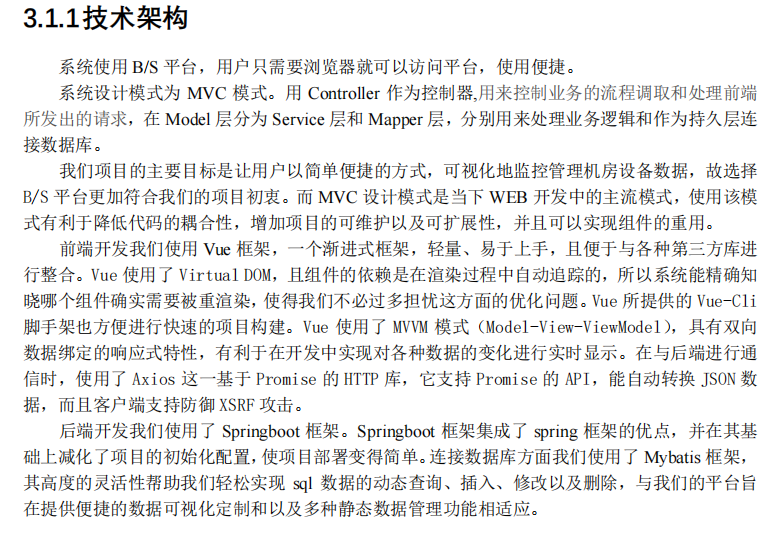 3.1.1技术架构
系统使用 B/S 平台，用户只需要浏览器就可以访问平台，使用便捷。
系统设计模式为 MVC 模式。用 Controller 作为控制器,用来控制业务的流程调取和处理前端
所发出的请求，在 Model 层分为 Service 层和 Mapper 层，分别用来处理业务逻辑和作为持久层连
接数据库。
我们项目的主要目标是让用户以简单便捷的方式，可视化地监控管理机房设备数据，故选择
B/S 平台更加符合我们的项目初衷。而 MVC 设计模式是当下 WEB 开发中的主流模式，使用该模
式有利于降低代码的耦合性，增加项目的可维护以及可扩展性，并且可以实现组件的重用。
前端开发我们使用 Vue 框架，一个渐进式框架，轻量、易于上手，且便于与各种第三方库进
行整合。Vue 使用了 Virtual DOM，且组件的依赖是在渲染过程中自动追踪的，所以系统能精确知
晓哪个组件确实需要被重渲染，使得我们不必过多担忧这方面的优化问题。Vue 所提供的 Vue-Cli
脚手架也方便进行快速的项目构建。Vue 使用了 MVVM 模式（Model-View-ViewModel），具有双向
数据绑定的响应式特性，有利于在开发中实现对各种数据的变化进行实时显示。在与后端进行通
信时，使用了 Axios 这一基于 Promise 的 HTTP 库，它支持 Promise 的 API，能自动转换 JSON 数
据，而且客户端支持防御 XSRF 攻击。
后端开发我们使用了 Springboot 框架。Springboot 框架集成了 spring 框架的优点，并在其基
础上减化了项目的初始化配置，使项目部署变得简单。连接数据库方面我们使用了 Mybatis 框架，
其高度的灵活性帮助我们轻松实现 sql 数据的动态查询、插入、修改以及删除，与我们的平台旨
在提供便捷的数据可视化定制和以及多种静态数据管理功能相适应。